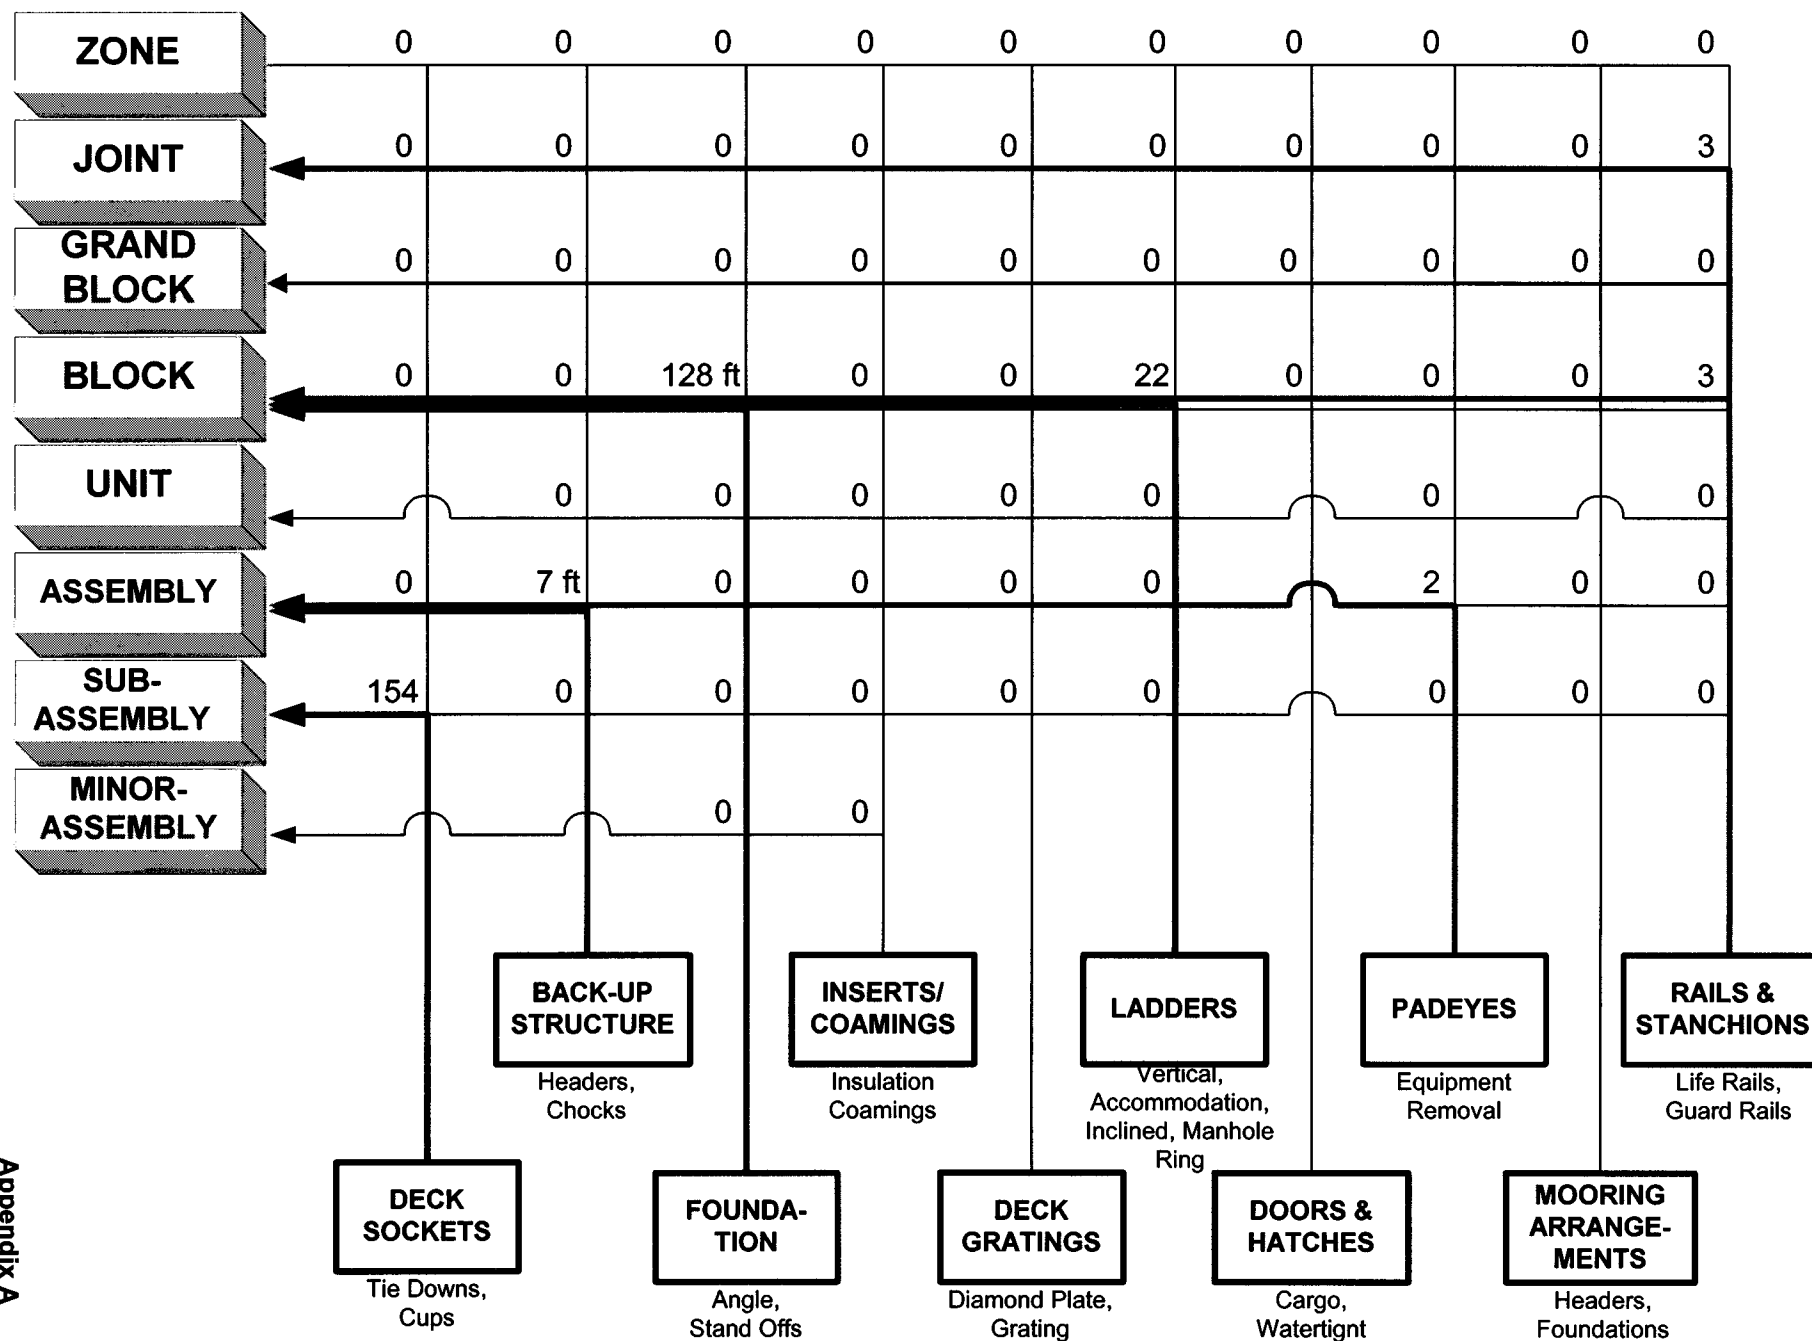 ZONE
0 0 0 0 0 0 0 0 0 0
JOINT
0 0 0 0 0 0 0 0 0 3
GRAND
BLOCK
0 0 0 0 0 0 0 0 0 0
BLOCK
0 0 128 ft 0 0 22 0 0 0 3
UNIT
0 0 0 0 0 0 0
ASSEMBLY
0 7 ft 0 0 0 0 2 0 0
SUB-
ASSEMBLY
154 0 0 0 0 0 0 0 0
MINOR-
ASSEMBLY
0 0
BACK-UP
STRUCTURE
Headers,
Chocks
INSERTS/
COAMINGS
Insulation
Coamings
LADDERS
Vertical,
Accommodation,
Inclined, Manhole
Ring
PADEYES
Equipment
Removal
RAILS &
STANCHIONS
Life Rails,
Guard Rails
DECK
SOCKETS
Tie Downs,
Cups
FOUNDA-
TION
Angle,
Stand Offs
DECK
GRATINGS
Diamond Plate,
Grating
DOORS &
HATCHES
Cargo,
Watertignt
MOORING
ARRANGE-
MENTS
Headers,
Foundations
Appendix A